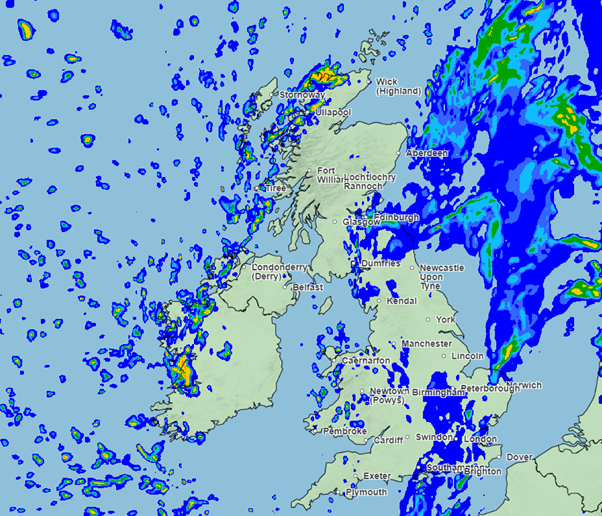 Wick
(Highland)
Stornoway
Ullapool
Aberdeen
Fort
William
Lochtlochry
Rannoch
Tiree
Edinburgh
Glasgow
Dumfries
Londonderry
(Derry)
Newcastle
Upon
Tyne
Belfast
Kendal
York
Manchester
Lincoln
Caernarfon
Newtown
(Powys)
Birmingham
Peterborough
Norwich
Pembroke
Cardiff
Swindon
London
Dover
Southampton
Brighton
Exeter
Plymouth